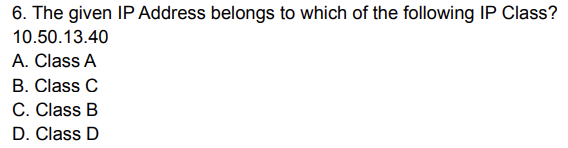 6. The given IP Address belongs to which of the following IP Class?
10.50.13.40
A. Class A
B. Class C
C. Class B
D. Class D